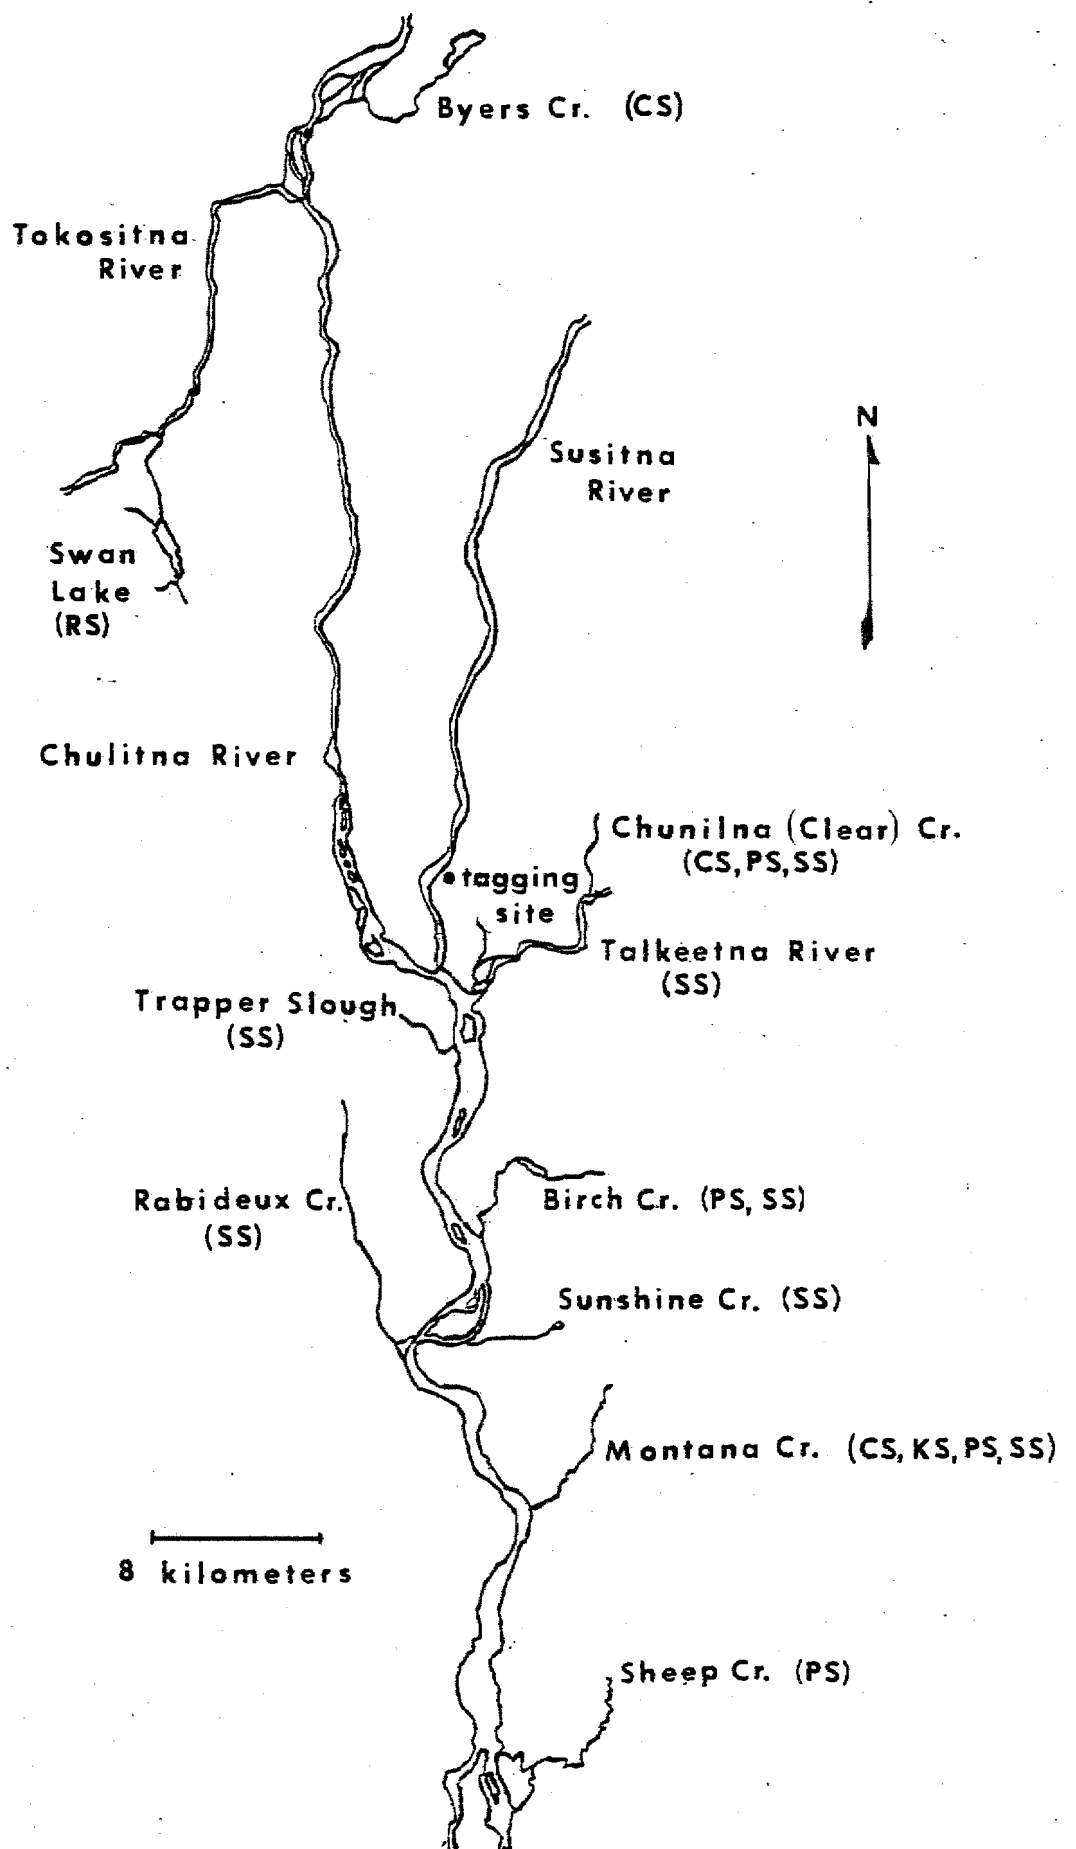 Byers Cr. (CS)
Tokositna
River
N
Susitna
River
Swan
Lake
(RS)
Chulitna River
Chunilna (Clear) Cr.
(CS, PS, SS)
tagging
site
Talkeetna River
(SS)
Trapper Slough
(SS)
Rabideux Cr.
(SS)
Birch Cr. (PS, SS)
Sunshine Cr. (SS)
Montana Cr. (CS, KS, PS, SS)
8 kilometers
Sheep Cr. (PS)